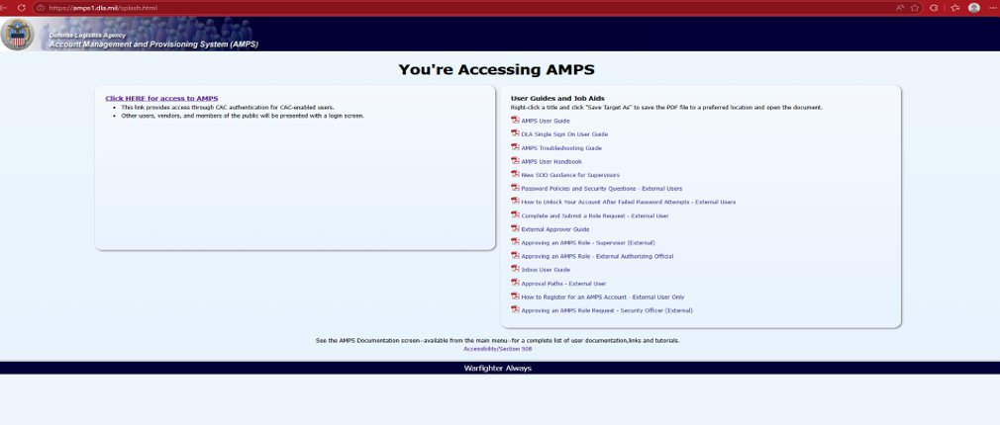 https://amps1.dla.mil/splash.html
Defense Logistics Agency
Account Management and Provisioning System (AMPS)
You're Accessing AMPS
Click HERE for access to AMPS
This link provides access through CAC authentication for CAC-enabled users.
Other users, vendors, and members of the public will be presented with a login screen.
User Guides and Job Aids
Right-click a title and click "Save Target As" to save the PDF file to a preferred location and open the document.
AMPS User Guide
DLA Single Sign On User Guide
AMPS Troubleshooting Guide
AMPS User Handbook
New SOD Guidance for Supervisors
Password Policies and Security Questions - External Users
How to Unlock Your Account After Failed Password Attempts - External Users
Complete and Submit a Role Request - External User
External Approver Guide
Approving an AMPS Role - Supervisor (External)
Approving an AMPS Role - External Authorizing Official
Inbox User Guide
Approval Paths - External User
How to Register for an AMPS Account - External User Only
Approving an AMPS Role Request - Security Officer (External)
See the AMPS Documentation screen--available from the main menu--for a complete list of user documentation,links and tutorials.
Accessibility/Section 508
Warfighter Always